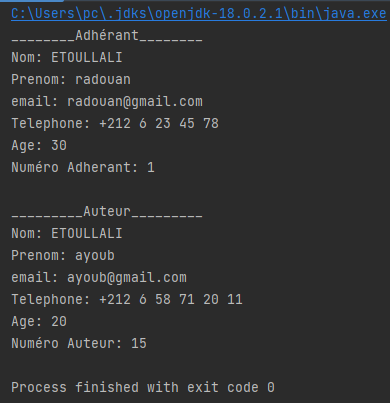 C:\Users\pc\.jdks\openjdk-18.0.2.1\bin\java.exe
________Adhérant________
Nom: ETOULLALI
Prenom: radouan
email: radouan@gmail.com
Telephone: +212 6 23 45 78
Age: 30
Numéro Adherant: 1
_________Auteur_________
Nom: ETOULLALI
Prenom: ayoub
email: ayoub@gmail.com
Telephone: +212 6 58 71 20 11
Age: 20
Numéro Auteur: 15
Process finished with exit code 0